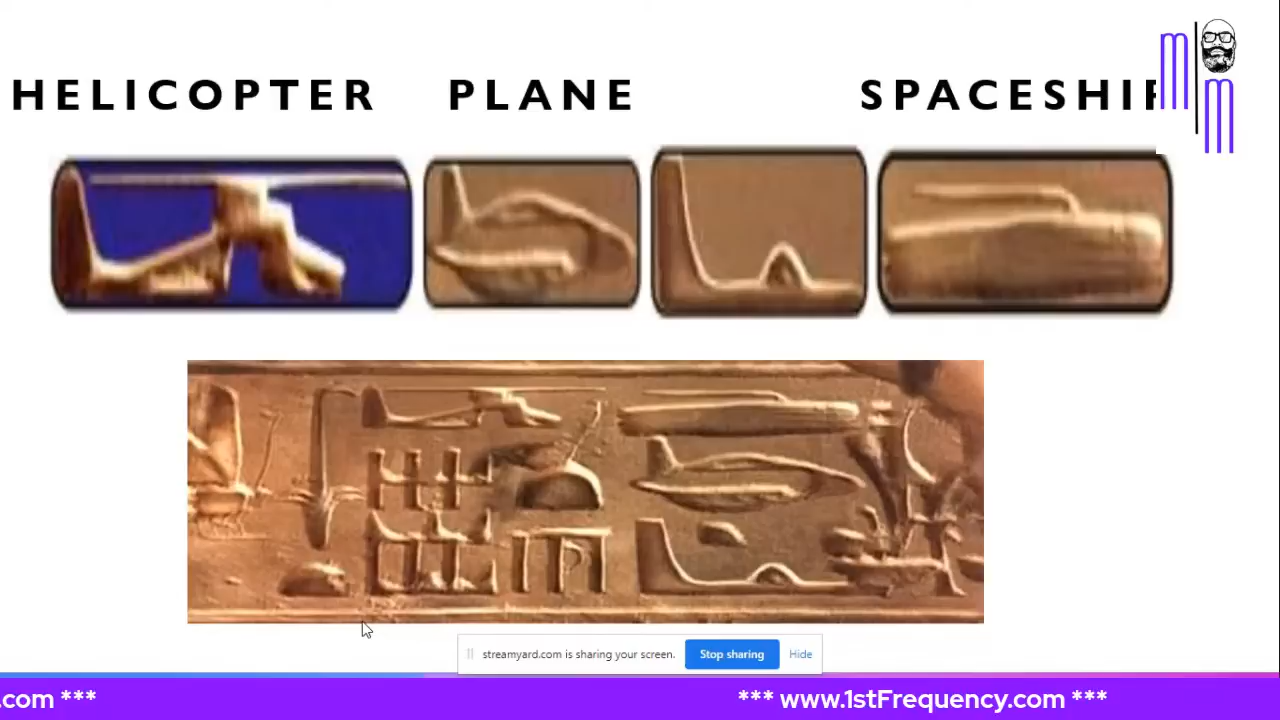 HELICOPTER PLANE SPACESHIP
streamyard.com is sharing your screen. Stop sharing Hide
.com *** *** www.1stFrequency.com ***